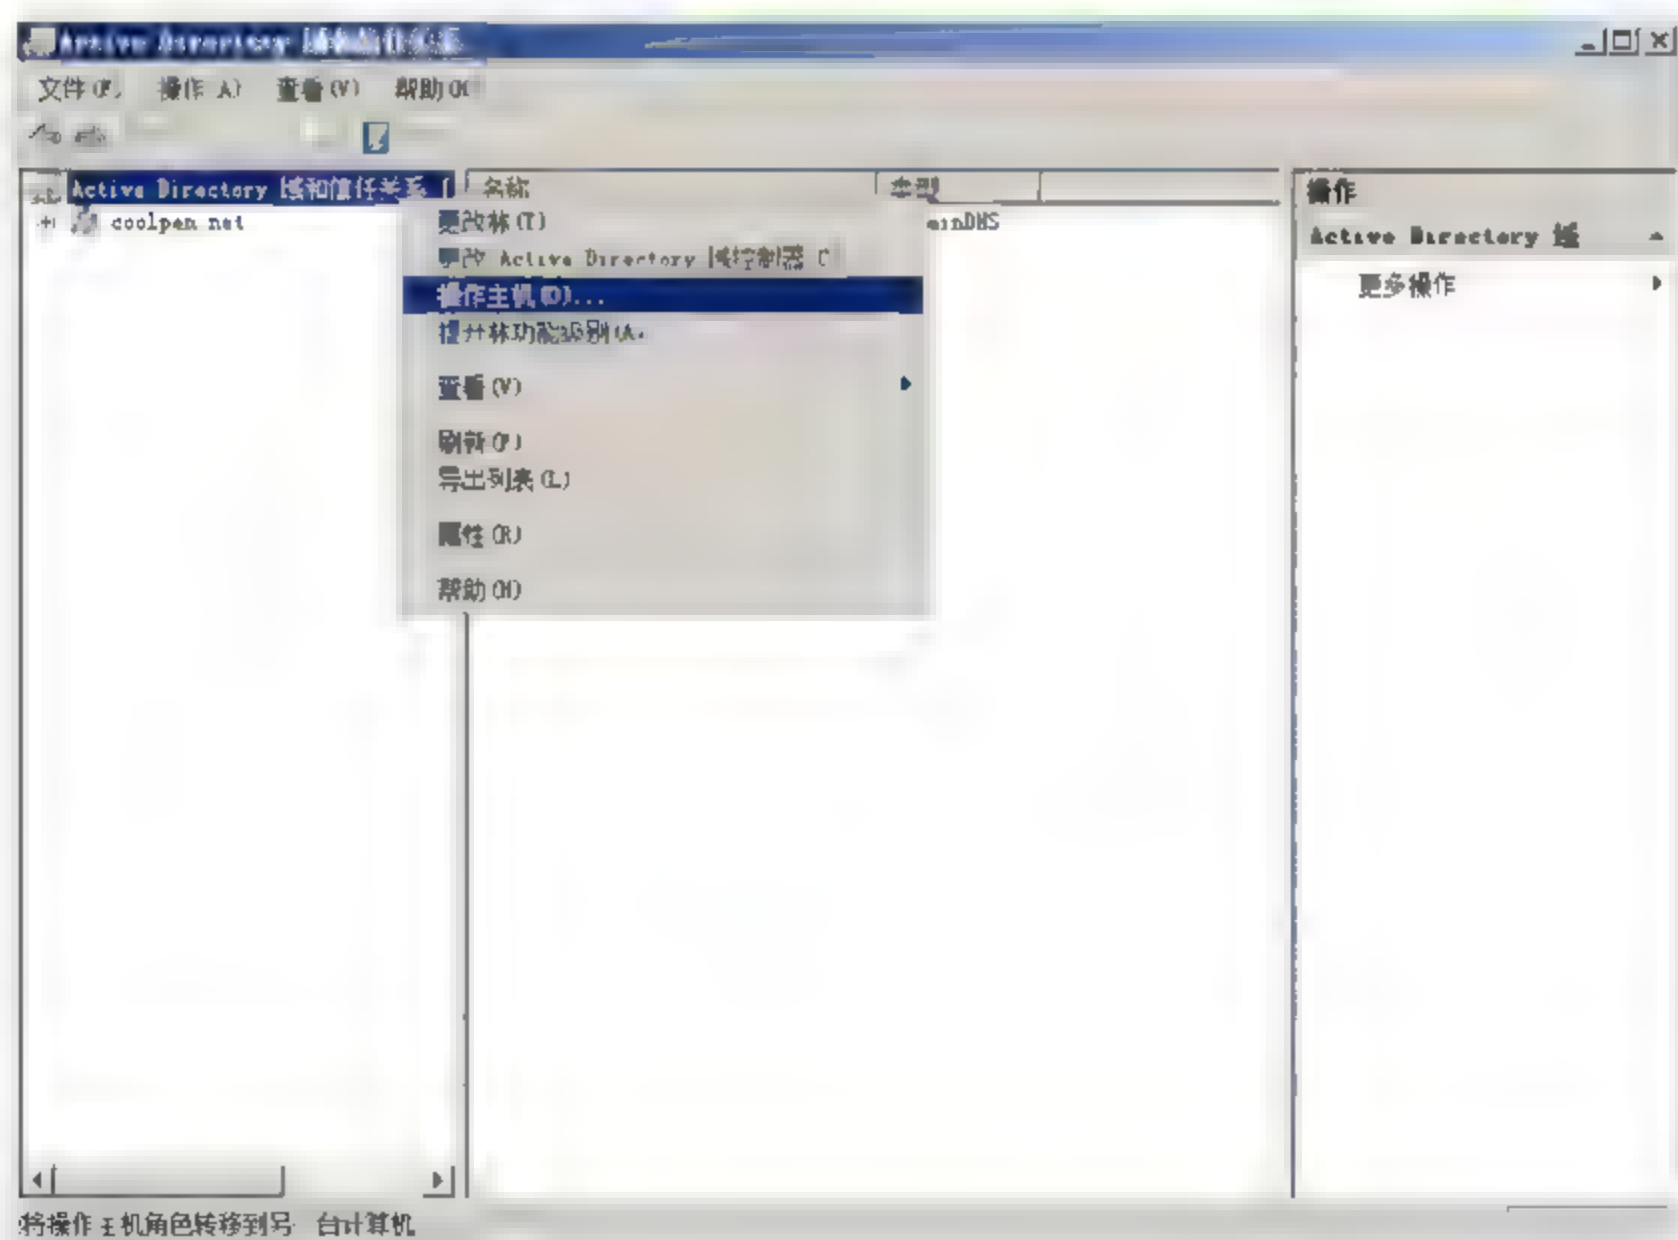 Active Directory 域和信任关系
文件(F) 操作(A) 查看(V) 帮助(H)
Active Directory 域和信任关系 [
coolpen.net
名称 类型
ainDNS
更改林(T)
更改 Active Directory 域控制器(C)
操作主机(O)...
提升林功能级别(A)
查看(V)
刷新(F)
导出列表(L)
属性(R)
帮助(H)
操作
Active Directory 域
更多操作
将操作主机角色转移到另一台计算机